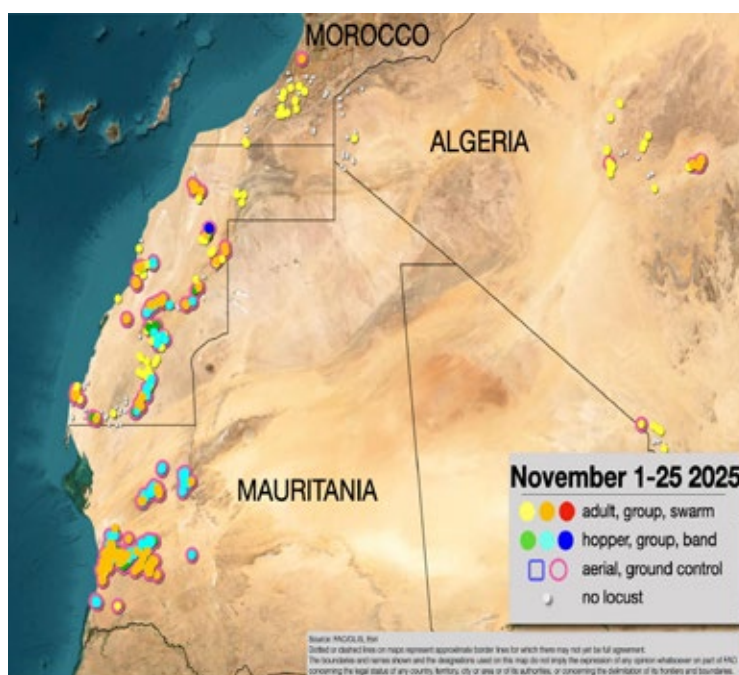 MOROCCO
ALGERIA
MAURITANIA
November 1-25 2025
adult, group, swarm
hopper, group, band
aerial, ground control
no locust
Source: FAO/DLIS,
Dotted or dashed lines on maps represent approximate border lines for which there may not yet be full agreement.
The boundaries and names shown and the designations used on this map do not imply the expression of any opinion whatsoever on part of FAO
concerning the legal status of any country, territory, city or area or of its authorities, or concerning the delimitation of its frontiers and boundaries.